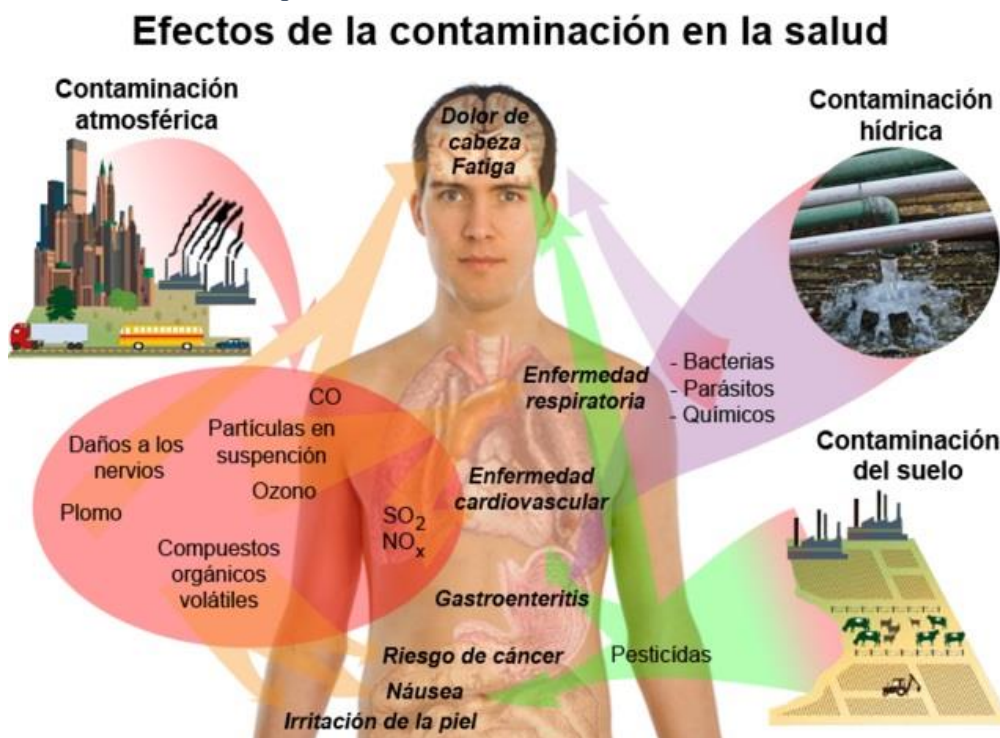 Efectos de la contaminación en la salud
Contaminación
atmosférica
Contaminación
hídrica
Dolor de
cabeza
Fatiga
Enfermedad
respiratoria
- Bacterias
- Parásitos
- Químicos
CO
Partículas en
suspención
Daños a los
nervios
Ozono
Plomo
SO2
NOx
Compuestos
orgánicos
volátiles
Enfermedad
cardiovascular
Contaminación
del suelo
Gastroenteritis
Riesgo de cáncer
Pesticidas
Náusea
Irritación de la piel